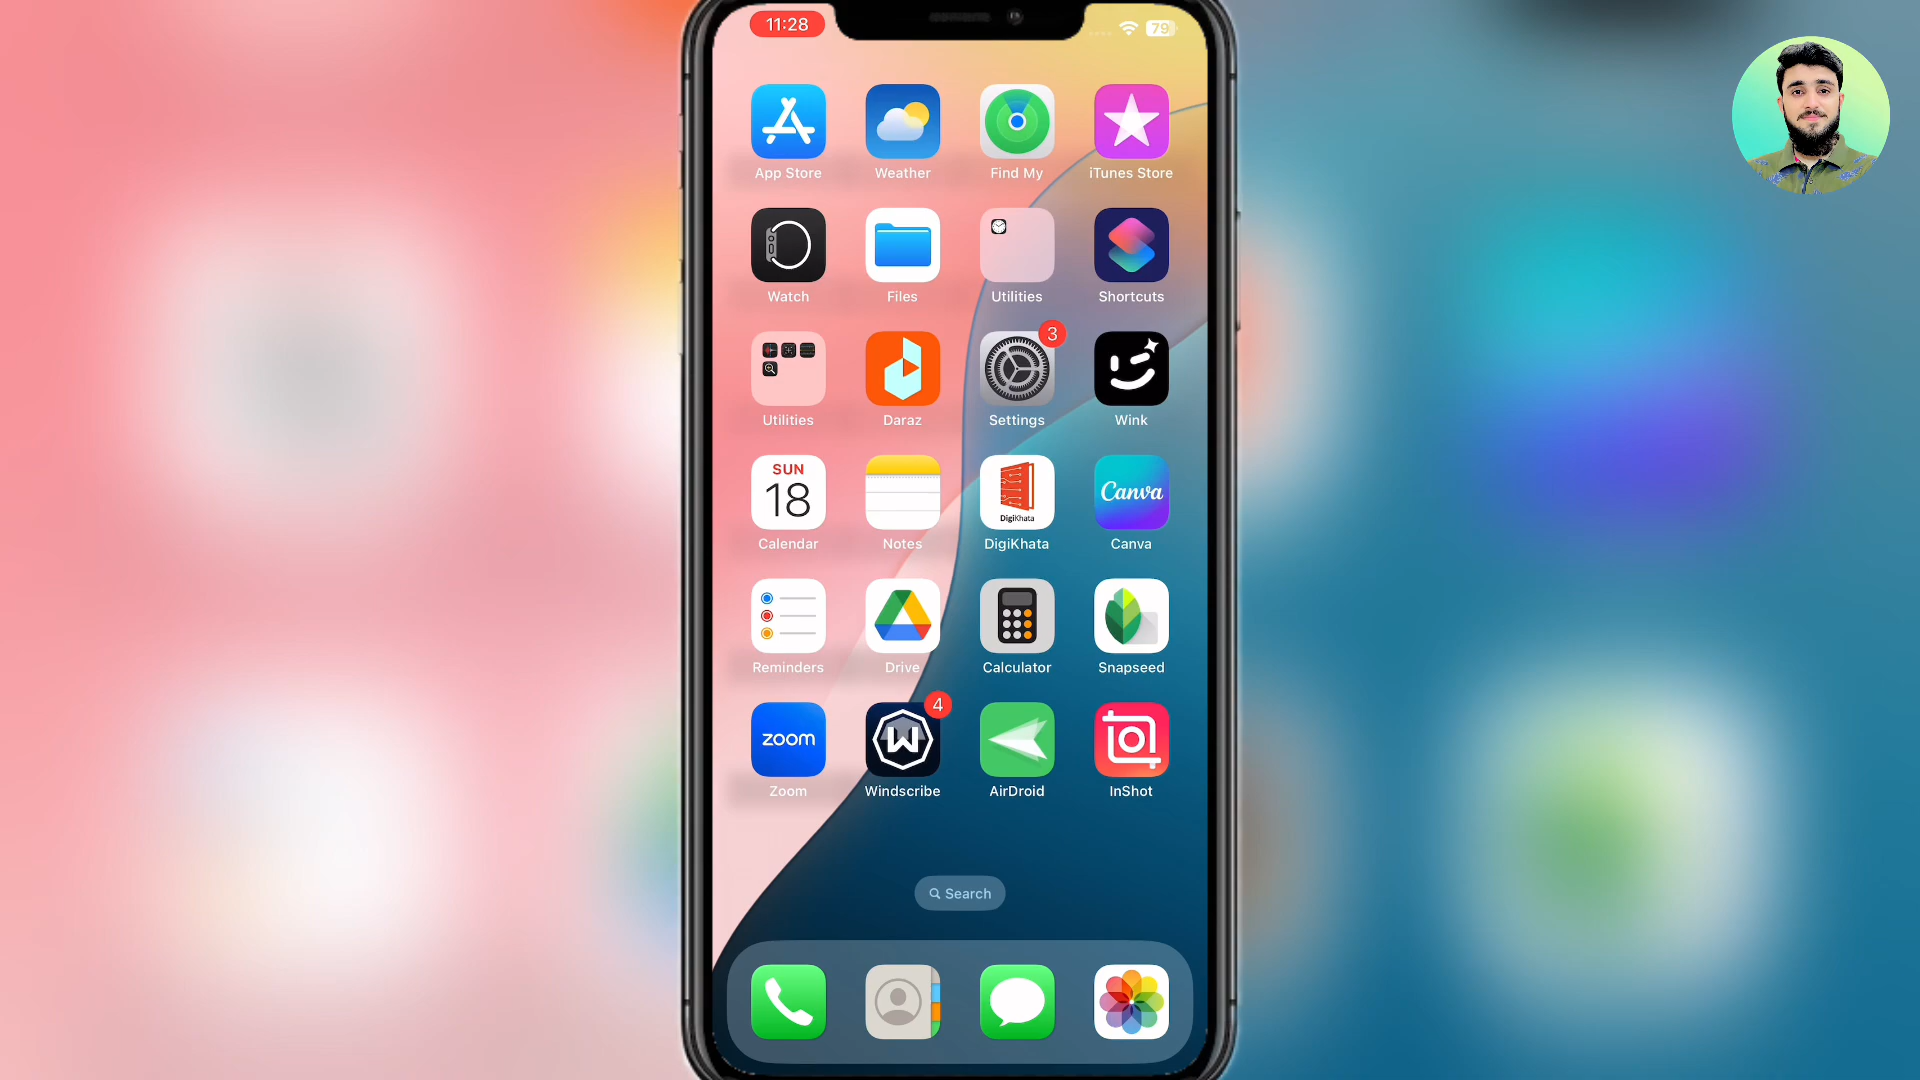 11:28
79
App Store Weather Find My iTunes Store
Watch Files Utilities Shortcuts
3
Utilities Daraz Settings Wink
SUN
18
DigiKhata
Canva
Calendar Notes DigiKhata Canva
Reminders Drive Calculator Snapseed
4
zoom
W
Zoom Windscribe AirDroid InShot
Search